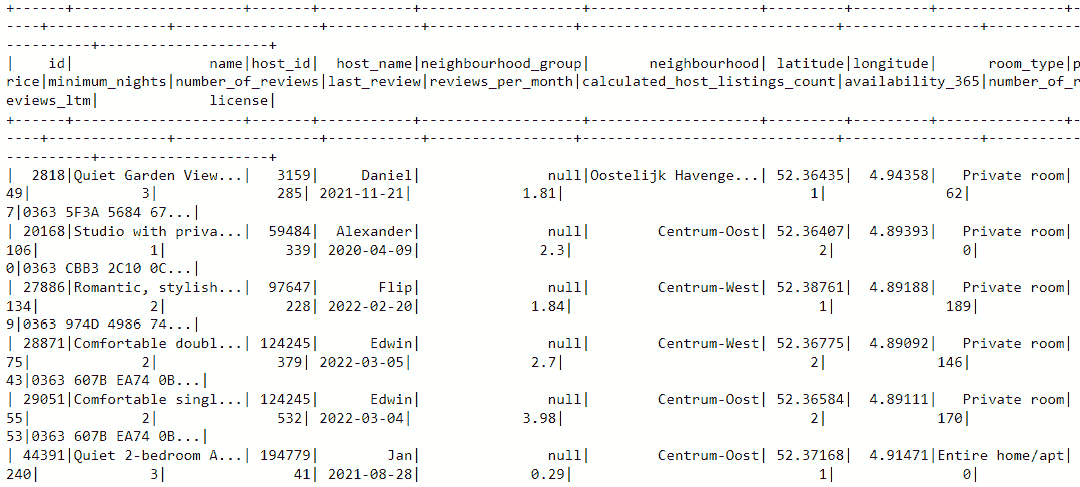 +------+--------------------+-------+----------+-------------------+--------------------+---------+---------+---------------+-
----+--------------+-----------------+-----------+-----------------+------------------------------+----------------+-----------
-----------+--------------------+
|    id|                name|host_id| host_name|neighbourhood_group|       neighbourhood| latitude|longitude|      room_type|p
rice|minimum_nights|number_of_reviews|last_review|reviews_per_month|calculated_host_listings_count|availability_365|number_of_r
eviews_ltm|             license|
+------+--------------------+-------+----------+-------------------+--------------------+---------+---------+---------------+-
----+--------------+-----------------+-----------+-----------------+------------------------------+----------------+-----------
-----------+--------------------+
|  2818|Quiet Garden View...|   3159|    Daniel|               null|Oostelijk Havenge...| 52.36435|  4.94358|   Private room|
49|             3|              285| 2021-11-21|             1.81|                             1|              62|
7|0363 5F3A 5684 67...|
| 20168|Studio with priva...|  59484| Alexander|               null|        Centrum-Oost| 52.36407|  4.89393|   Private room|
106|             1|              339| 2020-04-09|              2.3|                             2|               0|
0|0363 CBB3 2C10 0C...|
| 27886|Romantic, stylish...|  97647|      Flip|               null|        Centrum-West| 52.38761|  4.89188|   Private room|
134|             2|              228| 2022-02-20|             1.84|                             1|             189|
9|0363 974D 4986 74...|
| 28871|Comfortable doubl...| 124245|     Edwin|               null|        Centrum-West| 52.36775|  4.89092|   Private room|
75|             2|              379| 2022-03-05|              2.7|                             2|             146|
43|0363 607B EA74 0B...|
| 29051|Comfortable singl...| 124245|     Edwin|               null|        Centrum-Oost| 52.36584|  4.89111|   Private room|
55|             2|              532| 2022-03-04|             3.98|                             2|             170|
53|0363 607B EA74 0B...|
| 44391|Quiet 2-bedroom A...| 194779|       Jan|               null|        Centrum-Oost| 52.37168|  4.91471|Entire home/apt|
240|             3|               41| 2021-08-28|             0.29|                             1|               0|